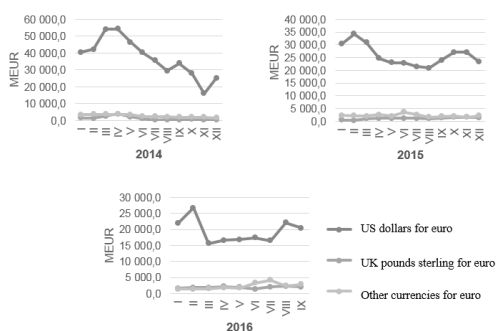 60 000,0
50 000,0
40 000,0
30 000,0
20 000,0
10 000,0
0,0
MEUR
I II III IV V VI VII VIII IX X XI XII
2014
40 000,0
35 000,0
30 000,0
25 000,0
20 000,0
15 000,0
10 000,0
5 000,0
0,0
MEUR
I II III IV V VI VII VIII IX X XI XII
2015
30 000,0
25 000,0
20 000,0
15 000,0
10 000,0
5 000,0
0,0
MEUR
I II III IV V VI VII VIII IX
2016
US dollars for euro
UK pounds sterling for euro
Other currencies for euro